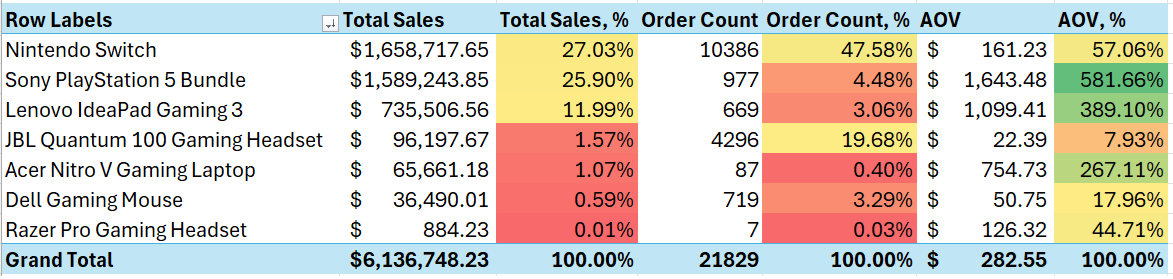 Row Labels Total Sales Total Sales, % Order Count Order Count, % AOV AOV, %
Nintendo Switch $1,658,717.65 27.03% 10386 47.58% $ 161.23 57.06%
Sony PlayStation 5 Bundle $1,589,243.85 25.90% 977 4.48% $ 1,643.48 581.66%
Lenovo IdeaPad Gaming 3 $ 735,506.56 11.99% 669 3.06% $ 1,099.41 389.10%
JBL Quantum 100 Gaming Headset $ 96,197.67 1.57% 4296 19.68% $ 22.39 7.93%
Acer Nitro V Gaming Laptop $ 65,661.18 1.07% 87 0.40% $ 754.73 267.11%
Dell Gaming Mouse $ 36,490.01 0.59% 719 3.29% $ 50.75 17.96%
Razer Pro Gaming Headset $ 884.23 0.01% 7 0.03% $ 126.32 44.71%
Grand Total $6,136,748.23 100.00% 21829 100.00% $ 282.55 100.00%